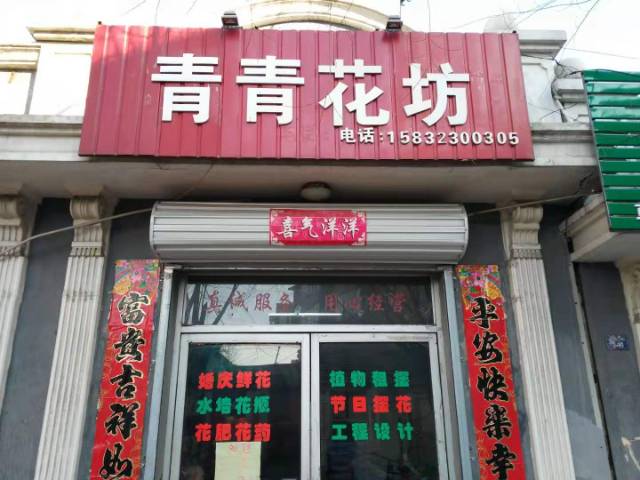 青青花坊
电话:15832300305
喜气洋洋
真诚服务 用心经营
富贵吉祥如
平安快乐幸
婚庆鲜花
水培花瓶
花肥花药
植物租摆
节日摆花
工程设计